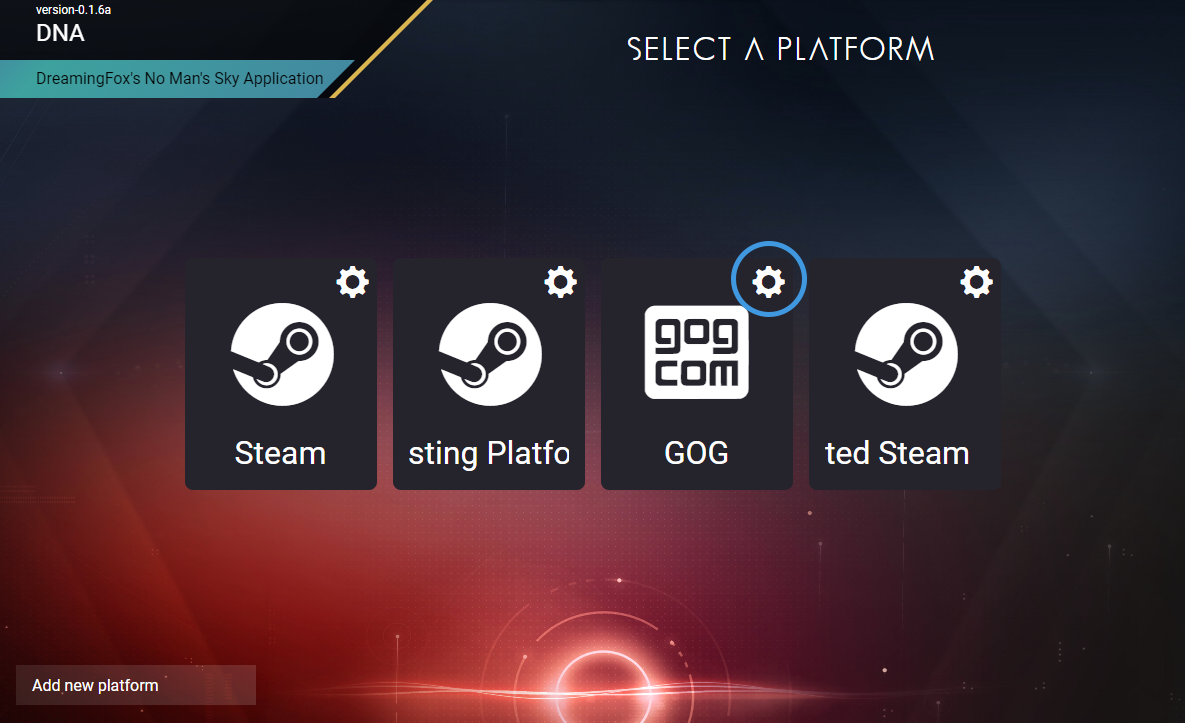 version-0.1.6a
DNA
DreamingFox's No Man's Sky Application
SELECT A PLATFORM
gog
com
Steam
sting Platfo
GOG
ted Steam
Add new platform